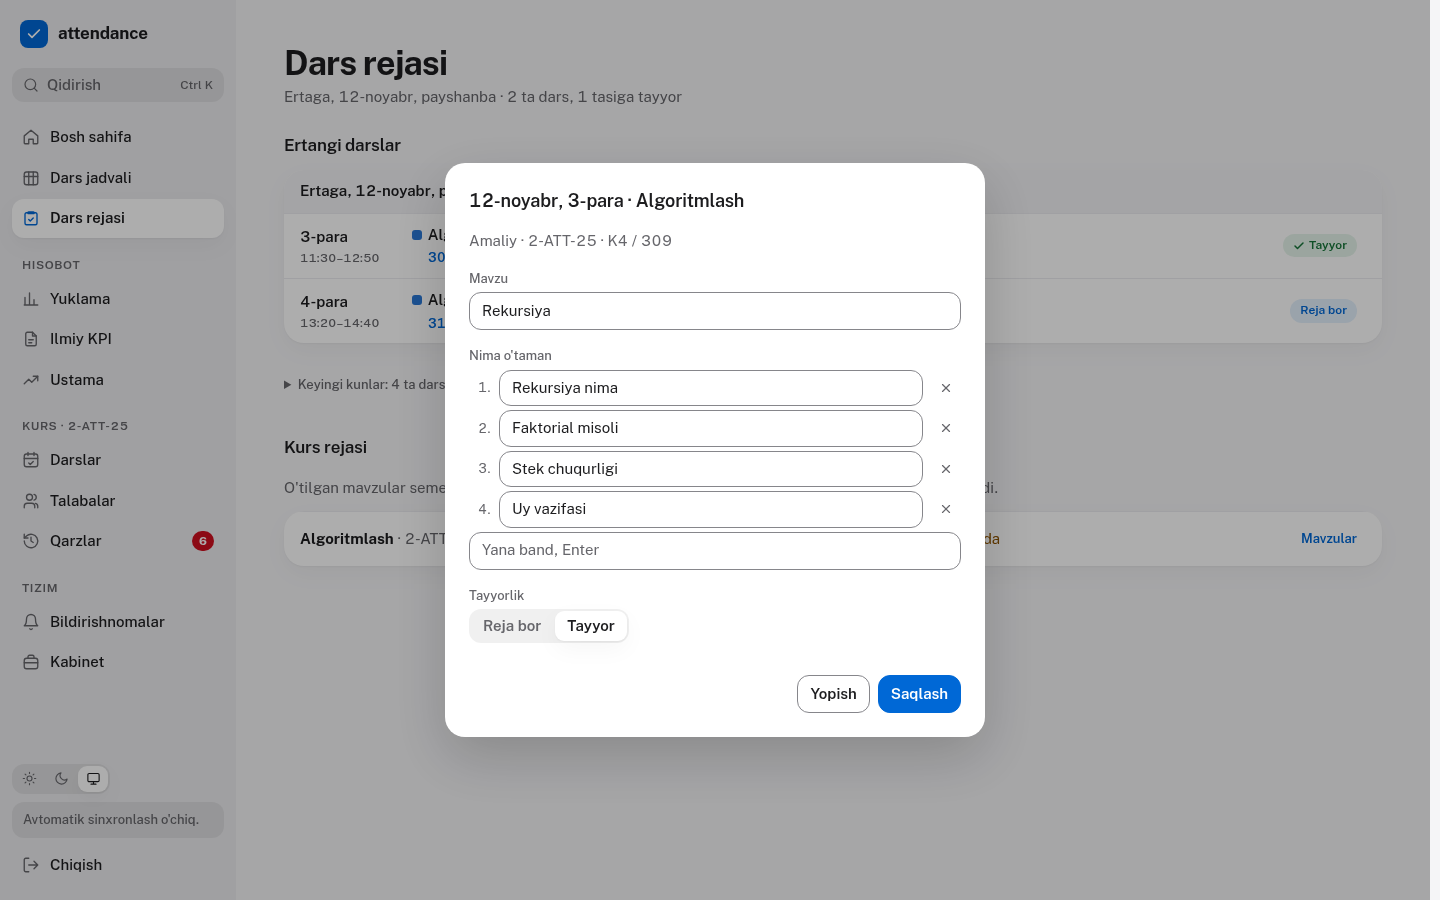 attendance
Qidirish Ctrl K
Bosh sahifa
Dars jadvali
Dars rejasi
HISOBOT
Yuklama
Ilmiy KPI
Ustama
KURS · 2-ATT-25
Darslar
Talabalar
Qarzlar 6
TIZIM
Bildirishnomalar
Kabinet
Avtomatik sinxronlash o'chiq.
Chiqish
Dars rejasi
Ertaga, 12-noyabr, payshanba · 2 ta dars, 1 tasiga tayyor
Ertangi darslar
Ertaga, 12-noyabr, p
3-para
11:30–12:50
Tayyor
4-para
13:20–14:40
Reja bor
Keyingi kunlar: 4 ta dars
Kurs rejasi
O'tilgan mavzular
Algoritmlash · 2-ATT
Mavzular
12-noyabr, 3-para · Algoritmlash
Amaliy · 2-ATT-25 · K4 / 309
Mavzu
Rekursiya
Nima o'taman
1. Rekursiya nima ×
2. Faktorial misoli ×
3. Stek chuqurligi ×
4. Uy vazifasi ×
Yana band, Enter
Tayyorlik
Reja bor Tayyor
Yopish Saqlash